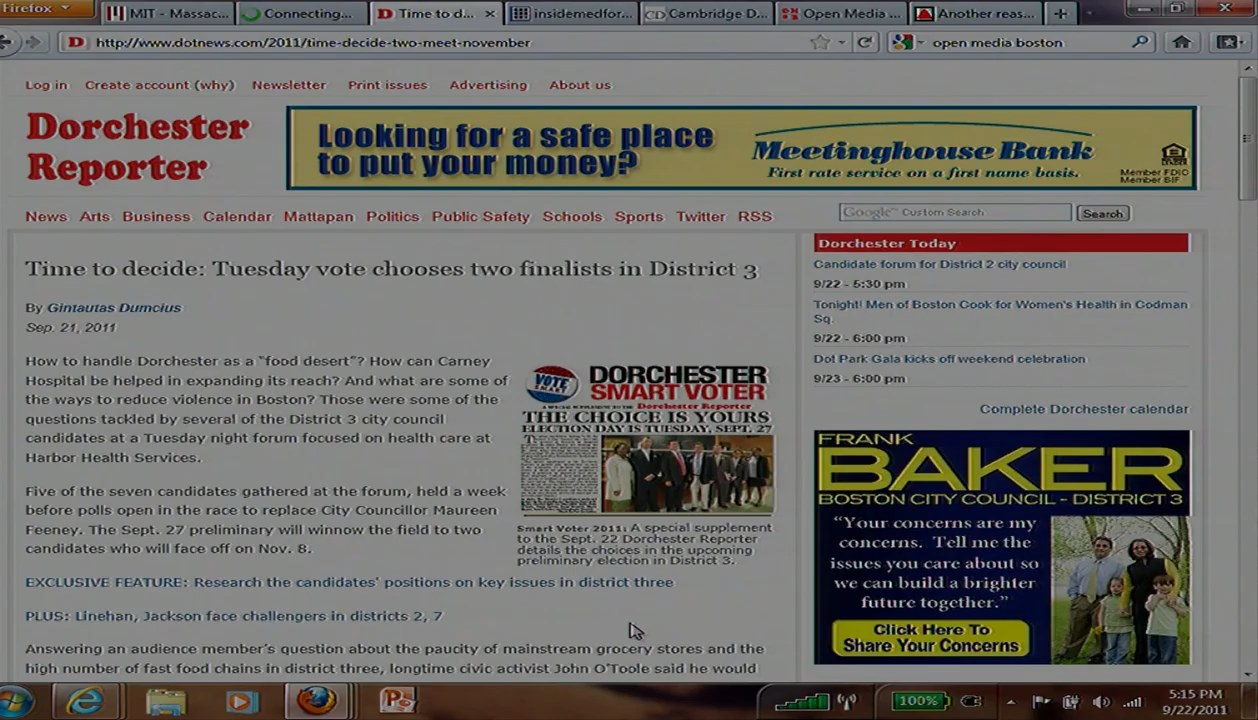 Firefox
MIT - Massac...
Connecting...
Time to d...
insidemedfor...
Cambridge D...
Open Media ...
Another reas...
http://www.dotnews.com/2011/time-decide-two-meet-november
open media boston
Log in Create account (why) Newsletter Print issues Advertising About us
Dorchester
Reporter
Looking for a safe place
to put your money?
Meetinghouse Bank
First rate service on a first name basis.
Member FDIC
Member BIF
News Arts Business Calendar Mattapan Politics Public Safety Schools Sports Twitter RSS
Google™ Custom Search
Search
Time to decide: Tuesday vote chooses two finalists in District 3
By Gintautas Dumcius
Sep. 21, 2011
How to handle Dorchester as a "food desert"? How can Carney
Hospital be helped in expanding its reach? And what are some of
the ways to reduce violence in Boston? Those were some of the
questions tackled by several of the District 3 city council
candidates at a Tuesday night forum focused on health care at
Harbor Health Services.
Five of the seven candidates gathered at the forum, held a week
before polls open in the race to replace City Councillor Maureen
Feeney. The Sept. 27 preliminary will winnow the field to two
candidates who will face off on Nov. 8.
VOTE
SMART
DORCHESTER
SMART VOTER
Dorchester Reporter
THE CHOICE IS YOURS
ELECTION DAY IS TUESDAY, SEPT. 27
Smart Voter 2011: A special supplement
to the Sept. 22 Dorchester Reporter
details the choices in the upcoming
preliminary election in District 3.
EXCLUSIVE FEATURE: Research the candidates' positions on key issues in district three
PLUS: Linehan, Jackson face challengers in districts 2, 7
Answering an audience member's question about the paucity of mainstream grocery stores and the
high number of fast food chains in district three, longtime civic activist John O'Toole said he would
Dorchester Today
Candidate forum for District 2 city council
9/22 - 5:30 pm
Tonight! Men of Boston Cook for Women's Health in Codman
Sq.
9/22 - 6:00 pm
Dot Park Gala kicks off weekend celebration
9/23 - 6:00 pm
Complete Dorchester calendar
FRANK
BAKER
BOSTON CITY COUNCIL - DISTRICT 3
"Your concerns are my
concerns. Tell me the
issues you care about so
we can build a brighter
future together."
Click Here To
Share Your Concerns
100%
5:15 PM
9/22/2011